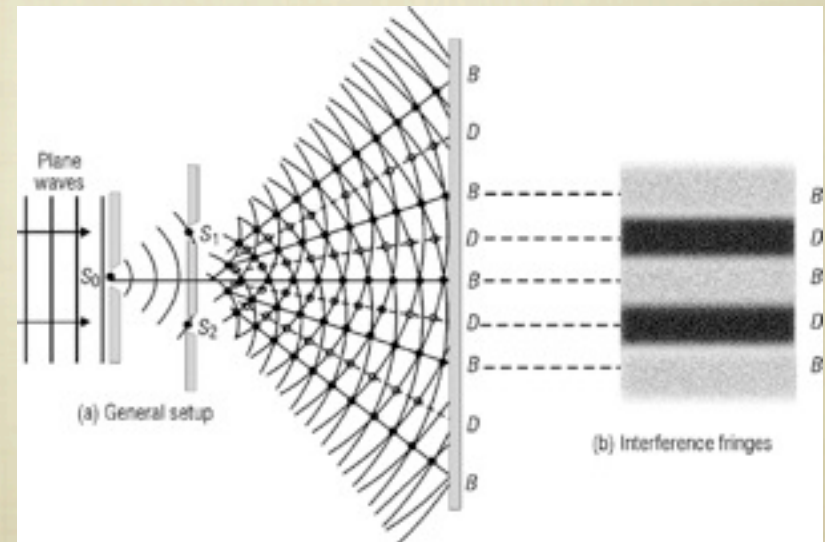 Plane
waves
S0
S1
S2
B
D
B
D
B
D
B
D
B
(a) General setup
B
D
B
D
B
(b) Interference fringes